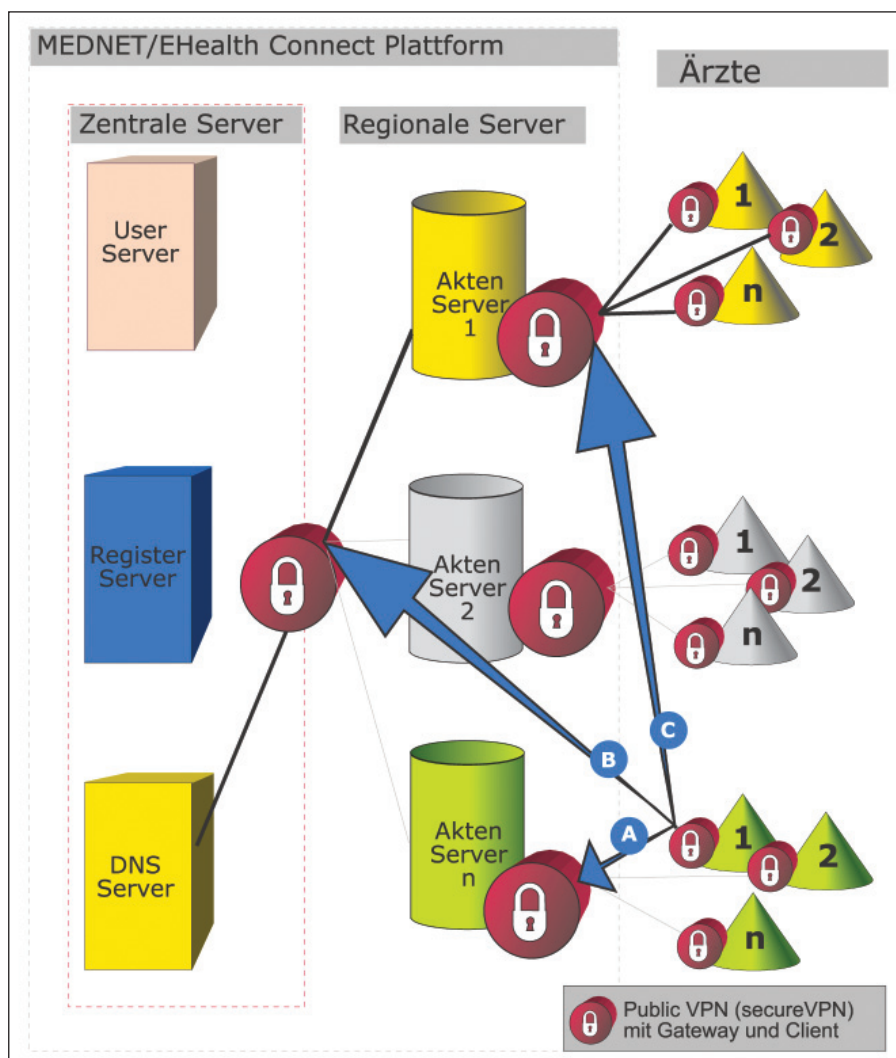 MEDNET/EHealth Connect Plattform
Ärzte
Zentrale Server
Regionale Server
User
Server
Akten
Server
1
1
2
n
Register
Server
Akten
Server
2
1
2
n
C
B
A
DNS
Server
Akten
Server
n
1
2
n
Public VPN (secureVPN)
mit Gateway und Client